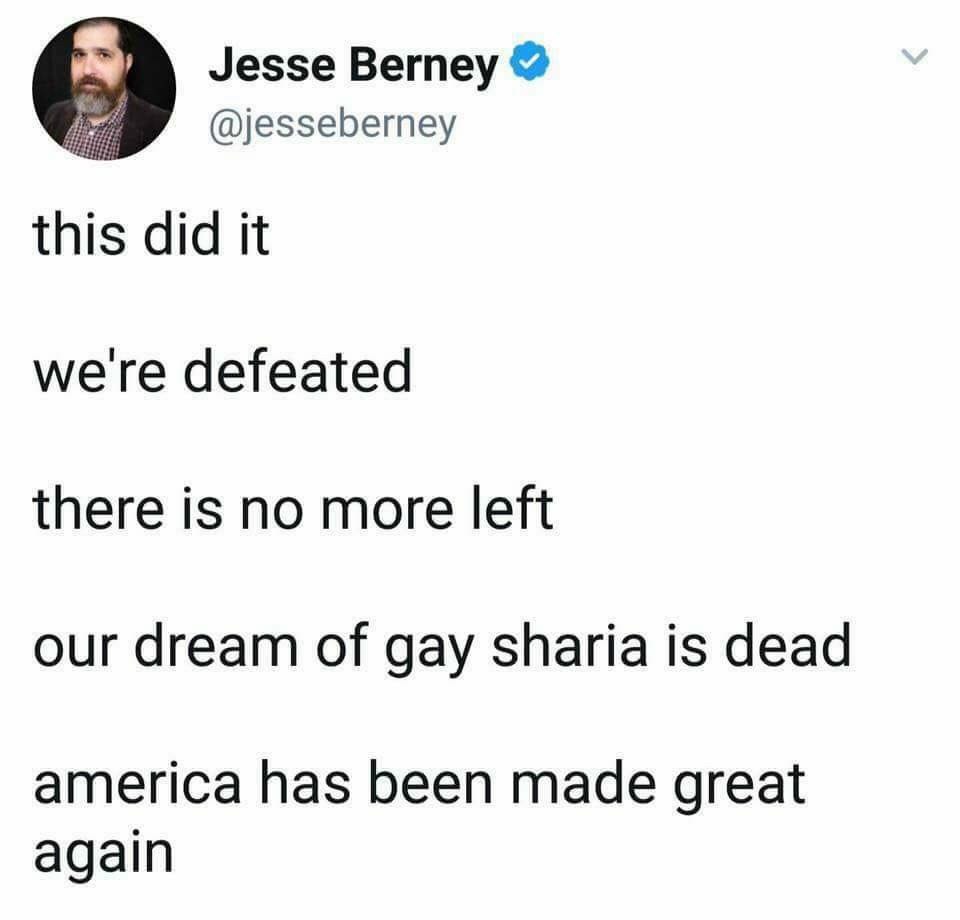 Jesse Berney
@jesseberney
this did it
we're defeated
there is no more left
our dream of gay sharia is dead
america has been made great
again